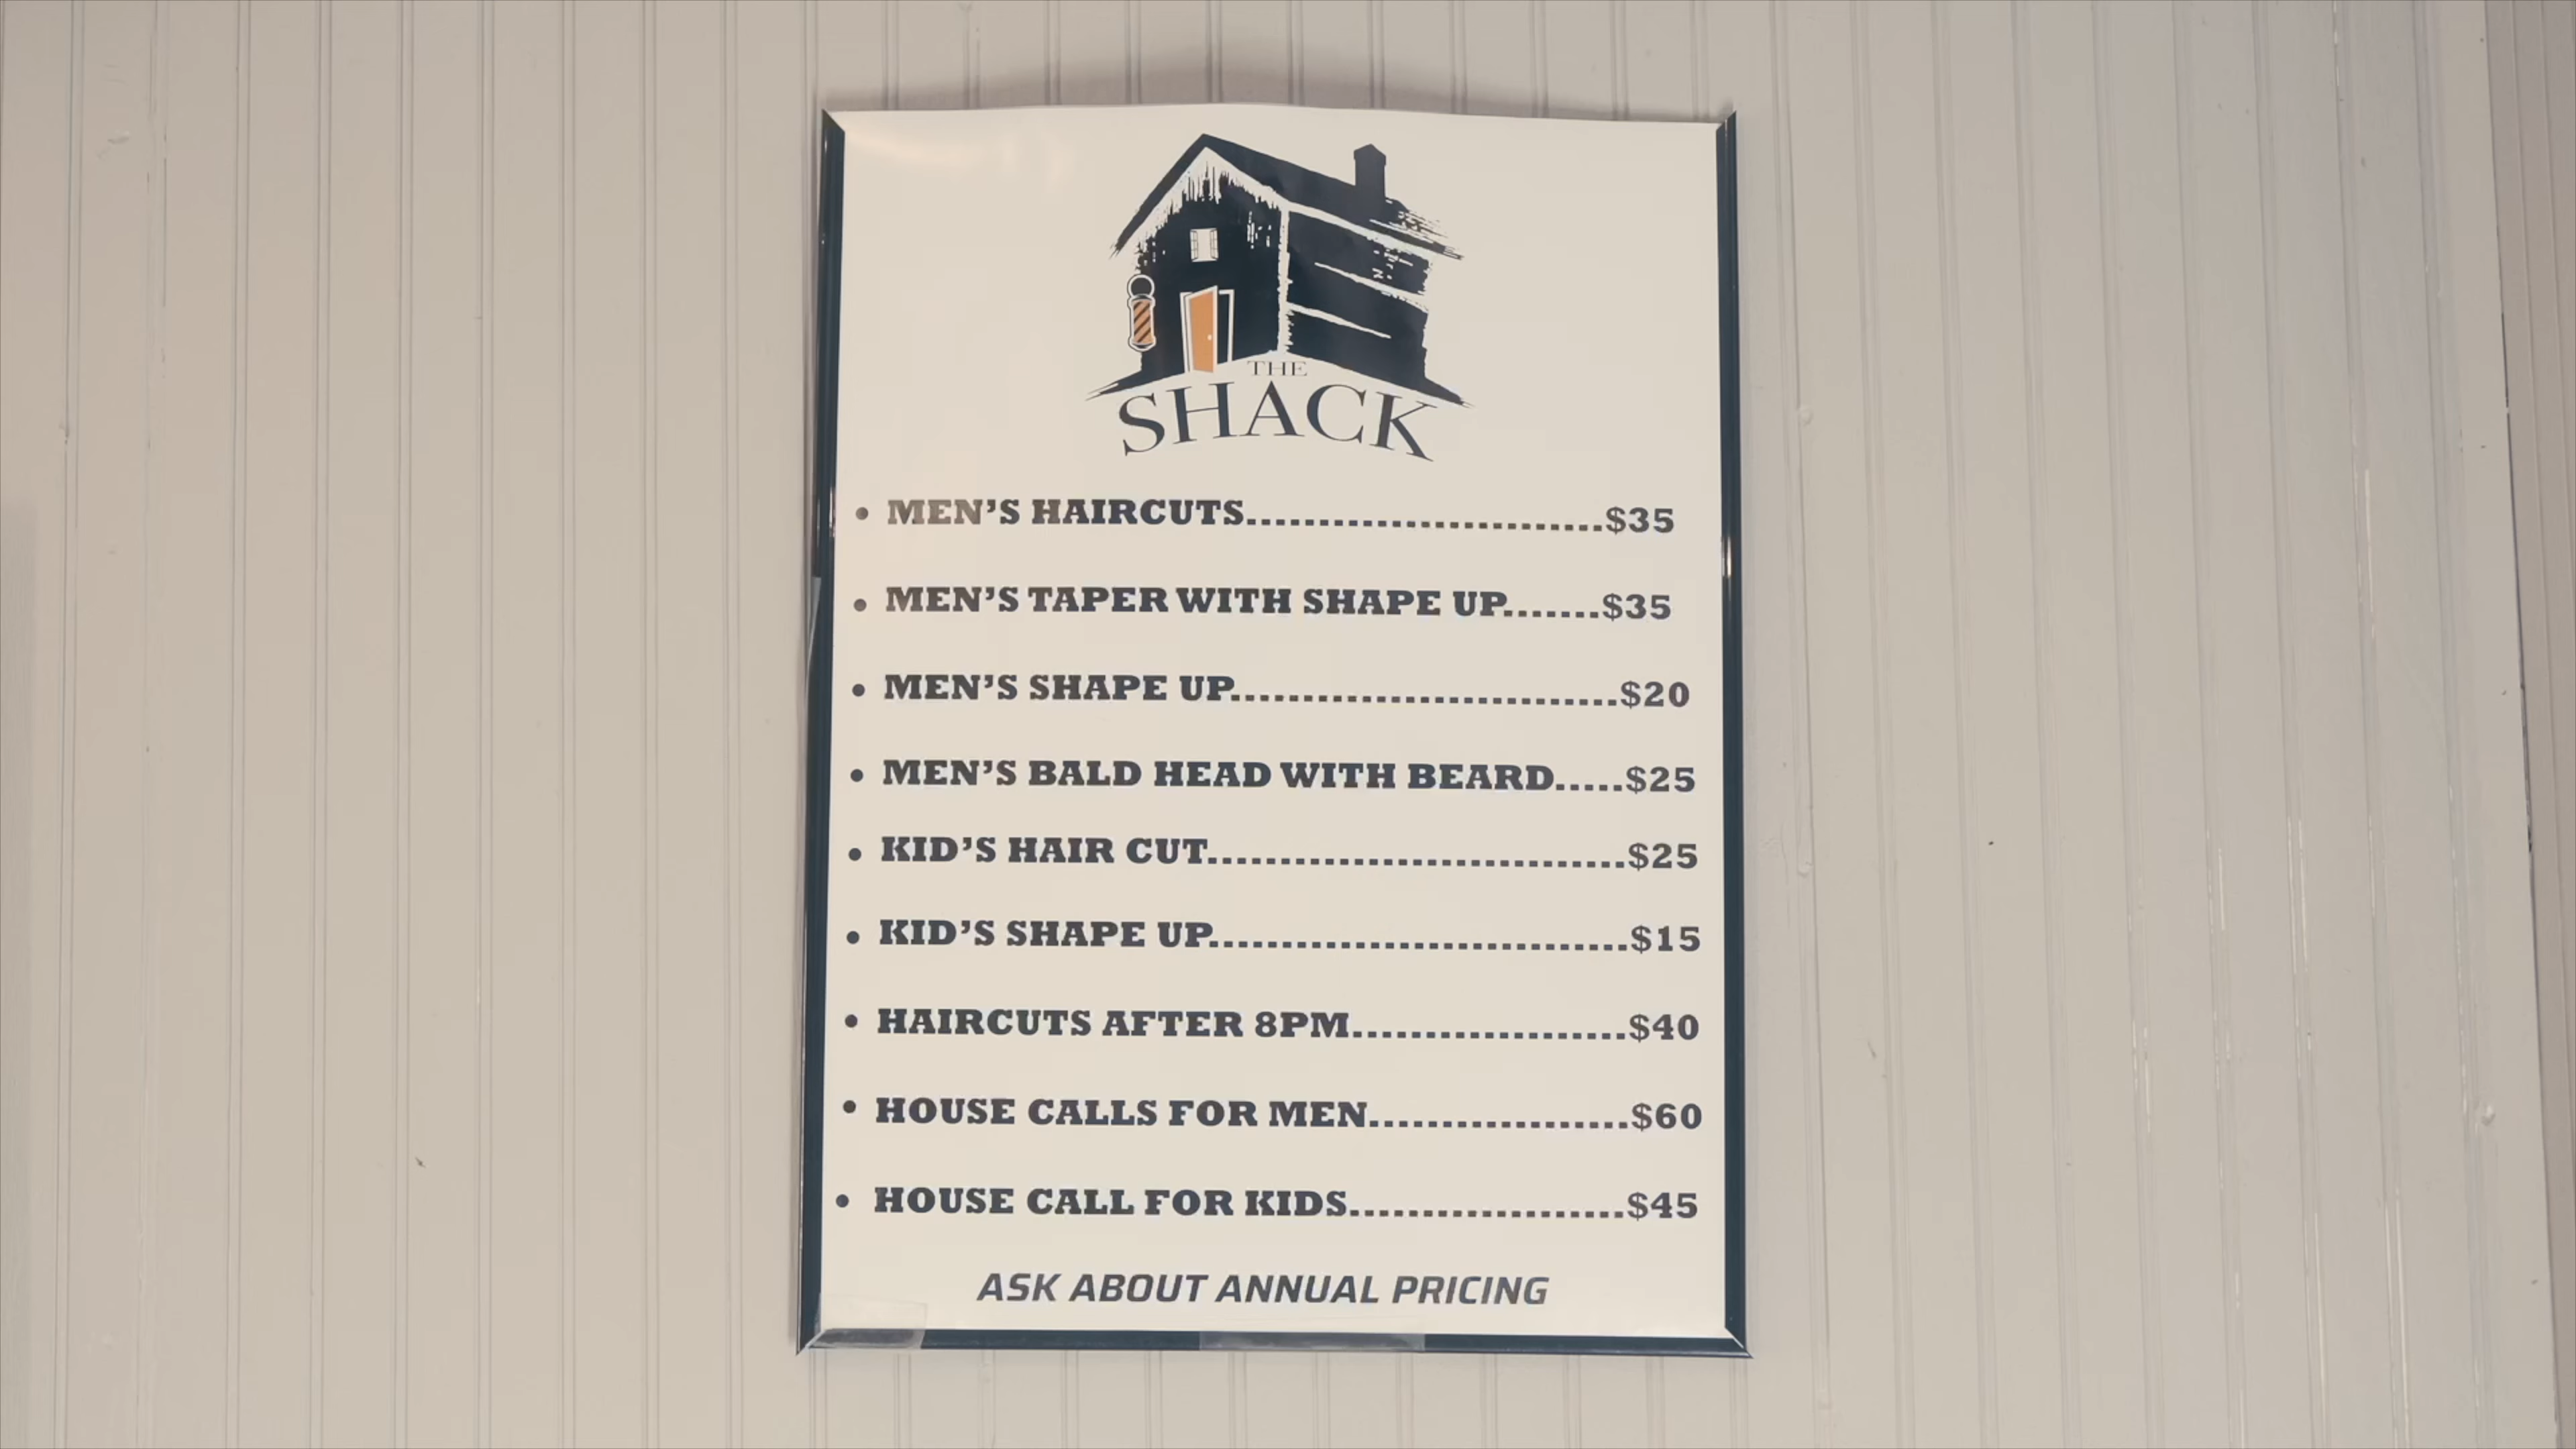 THE
SHACK
• MEN'S HAIRCUTS.........................$35
• MEN'S TAPER WITH SHAPE UP.......$35
• MEN'S SHAPE UP...........................$20
• MEN'S BALD HEAD WITH BEARD.....$25
• KID'S HAIR CUT.............................$25
• KID'S SHAPE UP.............................$15
• HAIRCUTS AFTER 8PM...................$40
• HOUSE CALLS FOR MEN..................$60
• HOUSE CALL FOR KIDS...................$45
ASK ABOUT ANNUAL PRICING